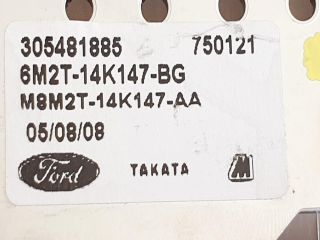 305481885 750121
6M2T-14K147-BG
M8M2T-14K147-AA
05/08/08
Ford TAKATA M